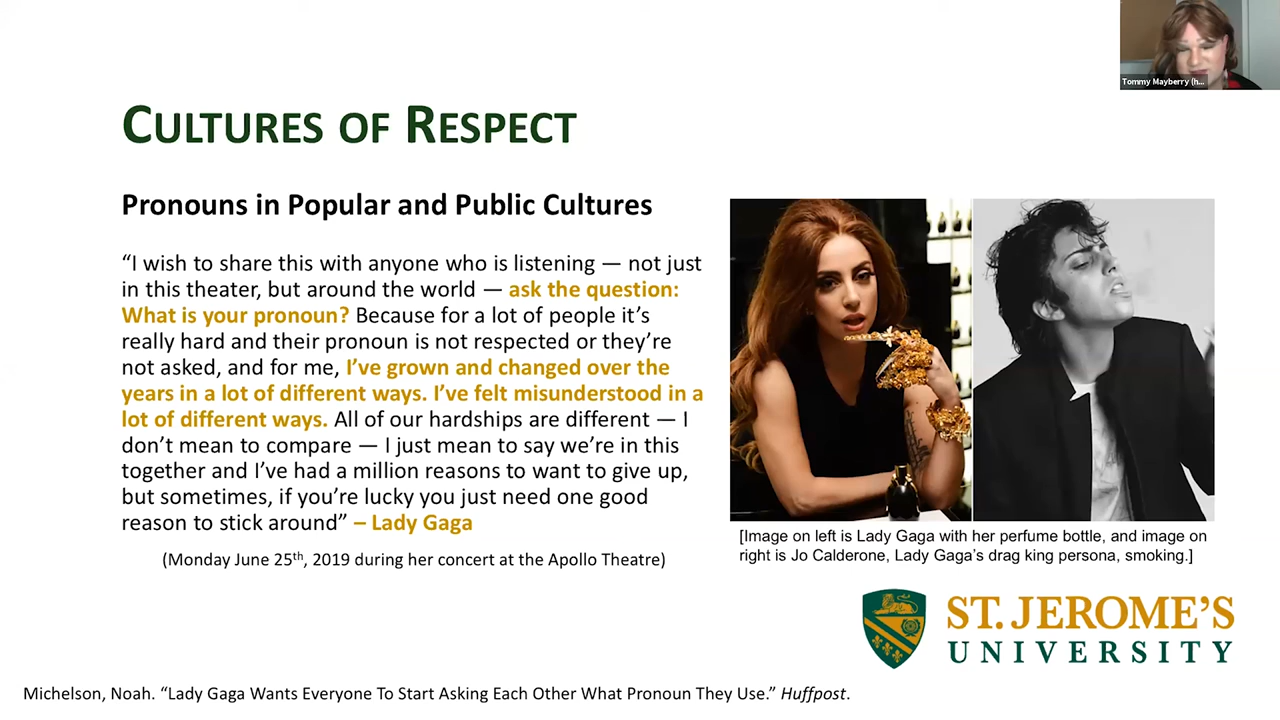 Tommy Mayberry (h...
CULTURES OF RESPECT
Pronouns in Popular and Public Cultures
“I wish to share this with anyone who is listening — not just
in this theater, but around the world — ask the question:
What is your pronoun? Because for a lot of people it’s
really hard and their pronoun is not respected or they’re
not asked, and for me, I’ve grown and changed over the
years in a lot of different ways. I’ve felt misunderstood in a
lot of different ways. All of our hardships are different — I
don’t mean to compare — I just mean to say we’re in this
together and I’ve had a million reasons to want to give up,
but sometimes, if you’re lucky you just need one good
reason to stick around” – Lady Gaga
(Monday June 25th, 2019 during her concert at the Apollo Theatre)
[Image on left is Lady Gaga with her perfume bottle, and image on
right is Jo Calderone, Lady Gaga’s drag king persona, smoking.]
ST. JEROME’S
UNIVERSITY
Michelson, Noah. “Lady Gaga Wants Everyone To Start Asking Each Other What Pronoun They Use.” Huffpost.